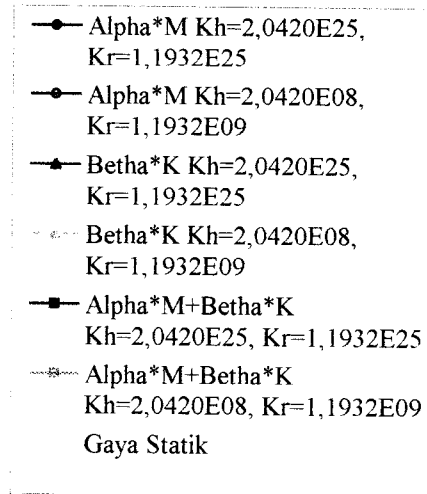 Alpha*M Kh=2,0420E25,
Kr=1,1932E25
Alpha*M Kh=2,0420E08,
Kr=1,1932E09
Betha*K Kh=2,0420E25,
Kr=1,1932E25
Betha*K Kh=2,0420E08,
Kr=1,1932E09
Alpha*M+Betha*K
Kh=2,0420E25, Kr=1,1932E25
Alpha*M+Betha*K
Kh=2,0420E08, Kr=1,1932E09
Gaya Statik